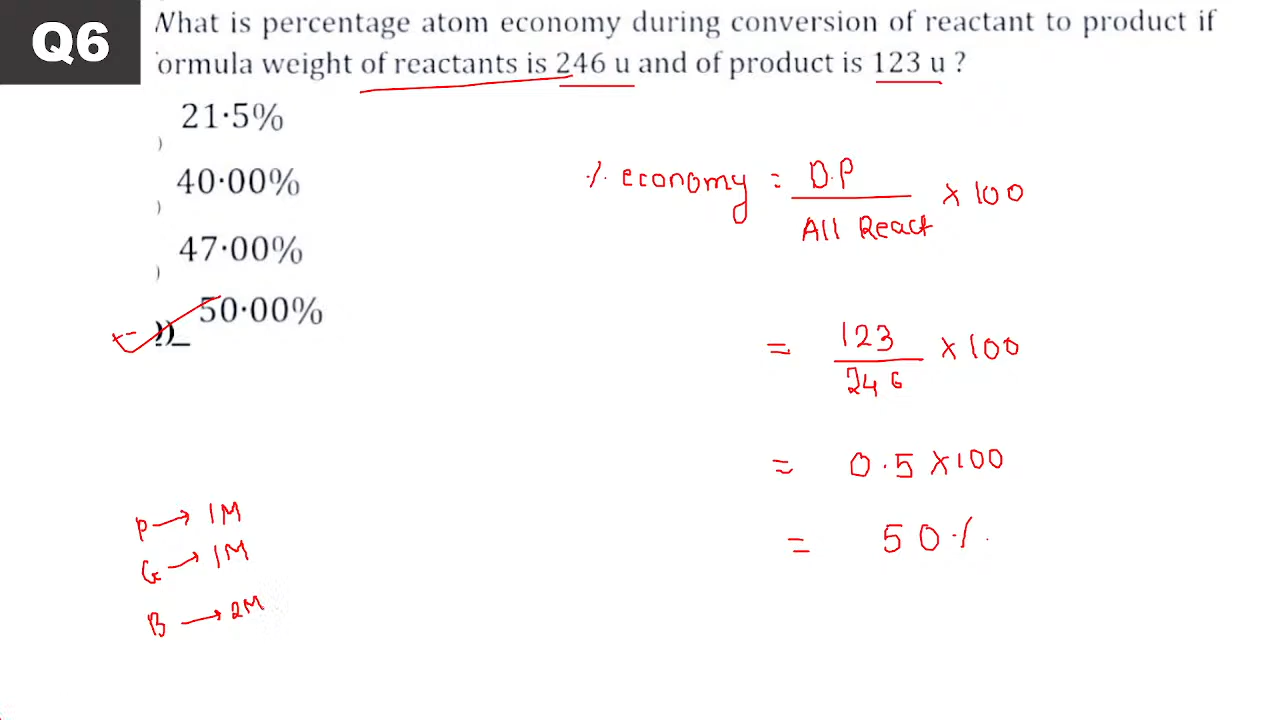 Q6
What is percentage atom economy during conversion of reactant to product if
ormula weight of reactants is 246 u and of product is 123 u ?
21·5%
)
40·00%
)
47·00%
)
50·00%
))
% economy = D.P / All React × 100
= 123 / 246 × 100
= 0.5 × 100
= 50 %.
P → 1M
G → 1M
B → 2M